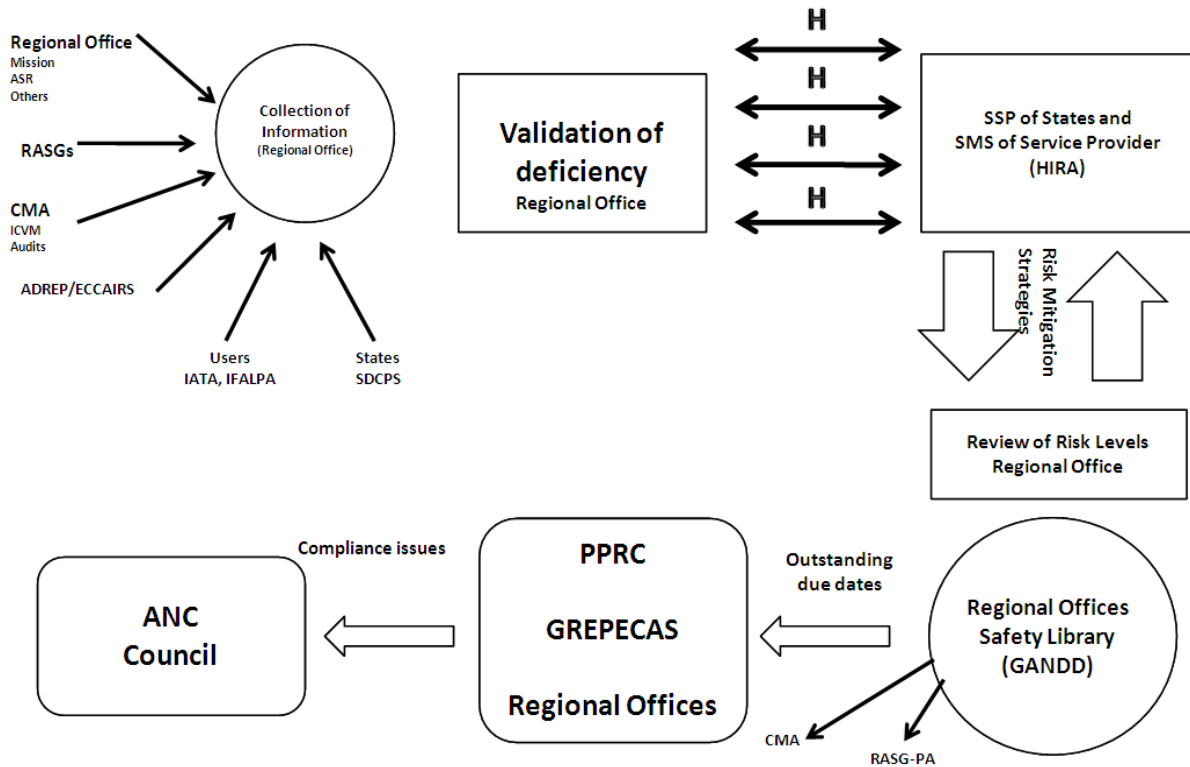 Regional Office
Mission
ASR
Others
RASGs
CMA
ICVM
Audits
ADREP/ECCAIRS
Users
IATA, IFALPA
States
SDCPS
Collection of
Information
(Regional Office)
Validation of
deficiency
Regional Office
H
H
H
H
SSP of States and
SMS of Service Provider
(HIRA)
Risk Mitigation
Strategies
Review of Risk Levels
Regional Office
Regional Offices
Safety Library
(GANDD)
CMA
RASG-PA
Outstanding
due dates
PPRC
GREPECAS
Regional Offices
Compliance issues
ANC
Council